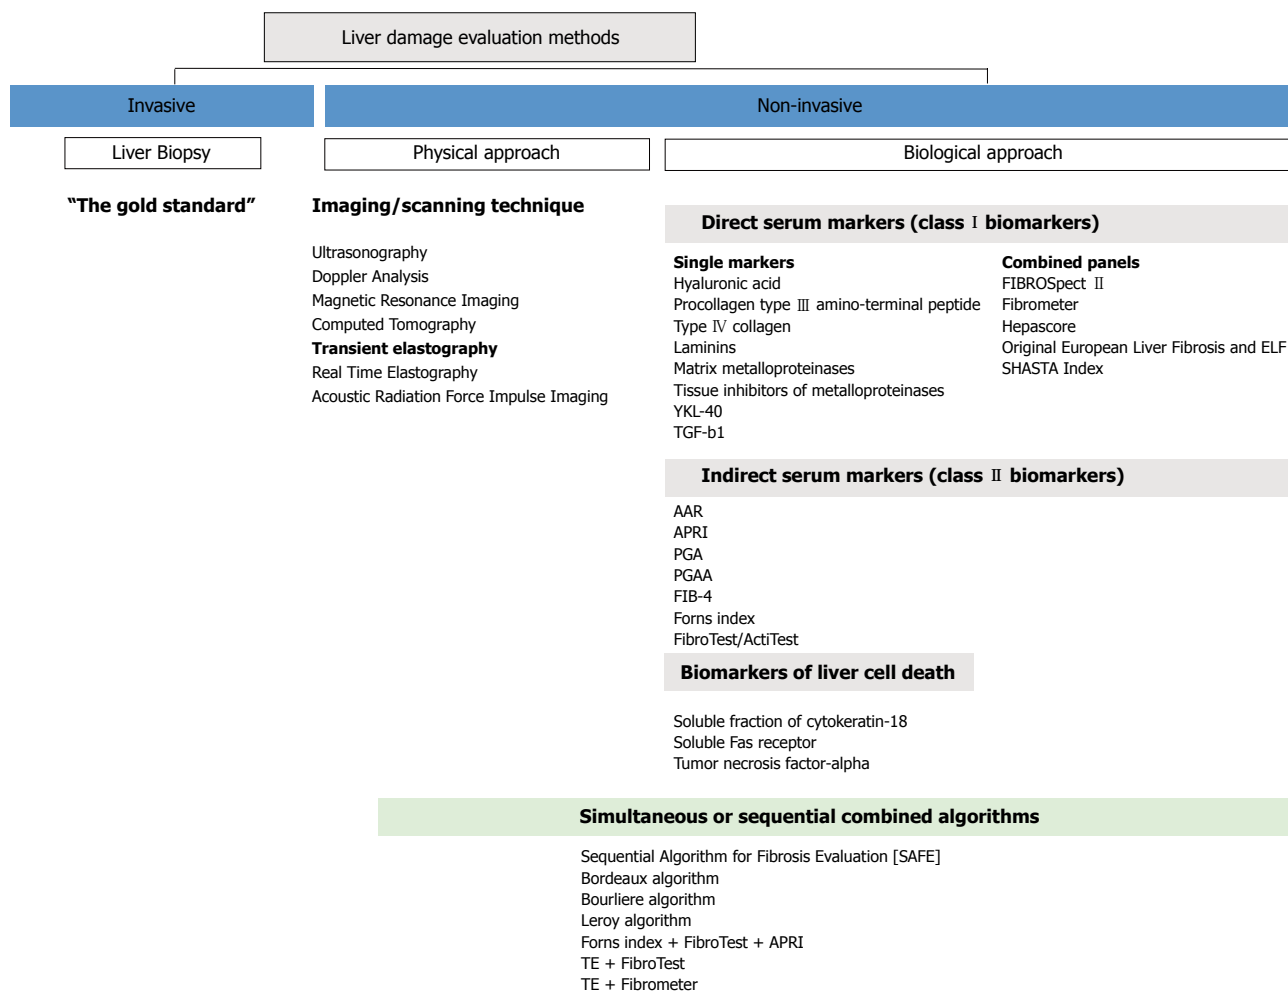 Liver damage evaluation methods
Invasive
Non-invasive
Liver Biopsy
Physical approach
Biological approach
“The gold standard”
Imaging/scanning technique
Ultrasonography
Doppler Analysis
Magnetic Resonance Imaging
Computed Tomography
Transient elastography
Real Time Elastography
Acoustic Radiation Force Impulse Imaging
Direct serum markers (class Ⅰ biomarkers)
Single markers
Hyaluronic acid
Procollagen type Ⅲ amino-terminal peptide
Type Ⅳ collagen
Laminins
Matrix metalloproteinases
Tissue inhibitors of metalloproteinases
YKL-40
TGF-b1
Combined panels
FIBROSpect Ⅱ
Fibrometer
Hepascore
Original European Liver Fibrosis and ELF
SHASTA Index
Indirect serum markers (class Ⅱ biomarkers)
AAR
APRI
PGA
PGAA
FIB-4
Forns index
FibroTest/ActiTest
Biomarkers of liver cell death
Soluble fraction of cytokeratin-18
Soluble Fas receptor
Tumor necrosis factor-alpha
Simultaneous or sequential combined algorithms
Sequential Algorithm for Fibrosis Evaluation [SAFE]
Bordeaux algorithm
Bourliere algorithm
Leroy algorithm
Forns index + FibroTest + APRI
TE + FibroTest
TE + Fibrometer